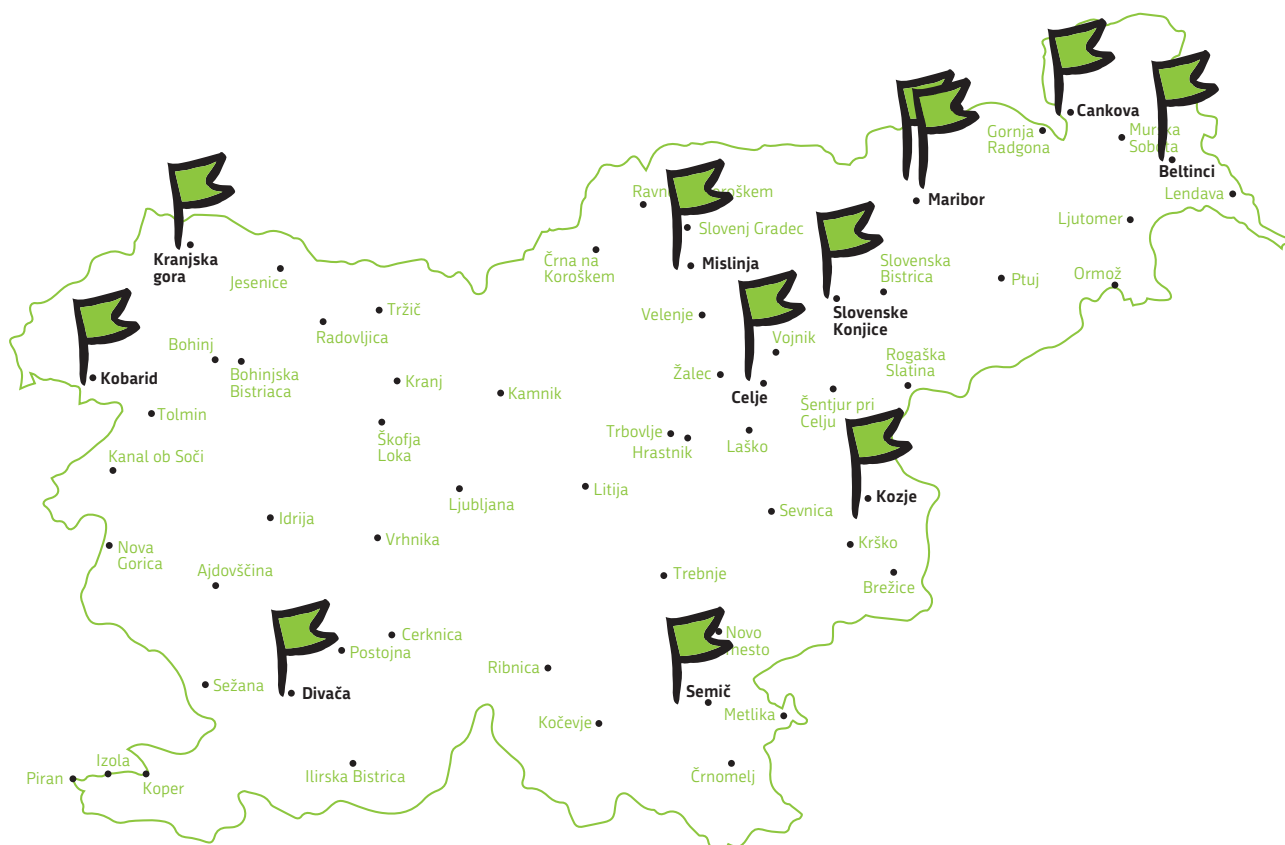 Cankova
Gornja
Radgona
Murska
Sobota
Beltinci
Lendava
Maribor
Ljutomer
Slovenj Gradec
Kranjska
gora
Črna na
Koroškem
Mislinja
Slovenska
Bistrica
Jesenice
Ptuj
Ormož
Slovenske
Konjice
Tržič
Velenje
Radovljica
Vojnik
Bohinj
Bohinjska
Bistriaca
Rogaška
Slatina
Kobarid
Kranj
Žalec
Kamnik
Celje
Šentjur pri
Celju
Tolmin
Škofja
Loka
Trbovlje
Hrastnik
Laško
Kanal ob Soči
Ljubljana
Litija
Kozje
Idrija
Sevnica
Vrhnika
Krško
Nova
Gorica
Ajdovščina
Trebnje
Brežice
Cerknica
Novo
mesto
Postojna
Ribnica
Sežana
Divača
Semič
Metlika
Kočevje
Izola
Piran
Koper
Ilirska Bistrica
Črnomelj